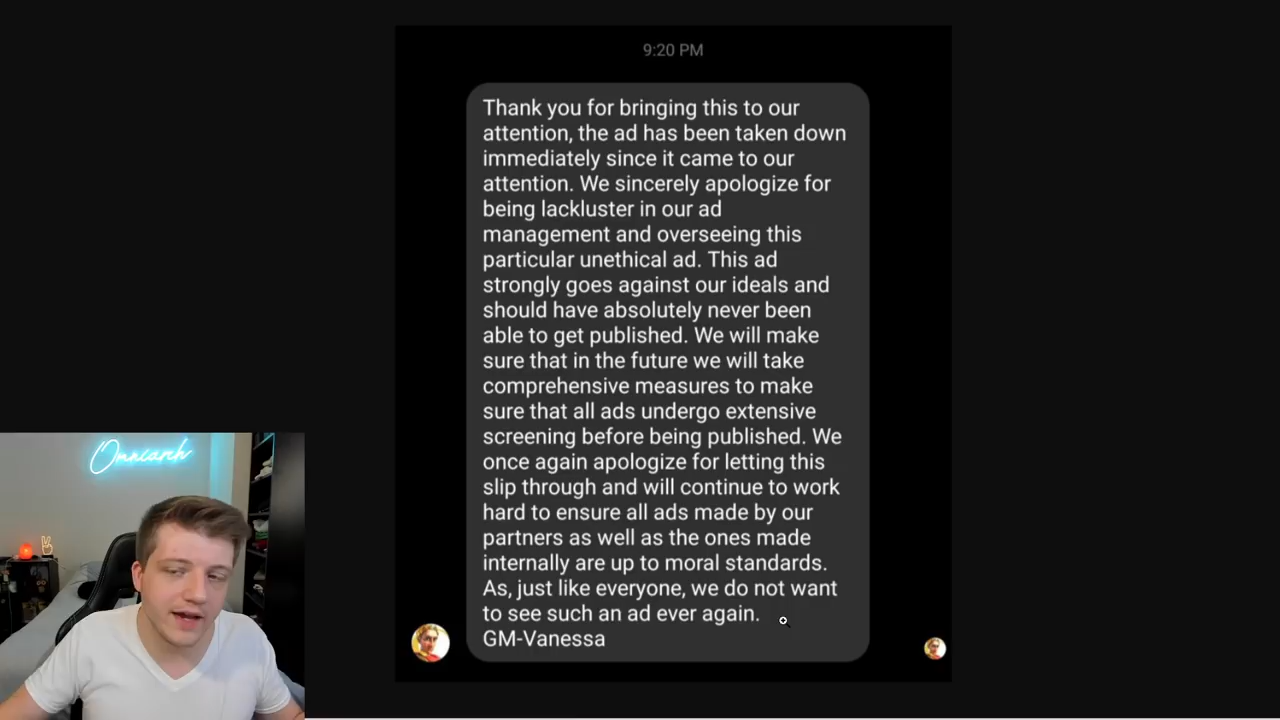 9:20 PM
Thank you for bringing this to our
attention, the ad has been taken down
immediately since it came to our
attention. We sincerely apologize for
being lackluster in our ad
management and overseeing this
particular unethical ad. This ad
strongly goes against our ideals and
should have absolutely never been
able to get published. We will make
sure that in the future we will take
comprehensive measures to make
sure that all ads undergo extensive
screening before being published. We
once again apologize for letting this
slip through and will continue to work
hard to ensure all ads made by our
partners as well as the ones made
internally are up to moral standards.
As, just like everyone, we do not want
to see such an ad ever again.
GM-Vanessa
Omniarch